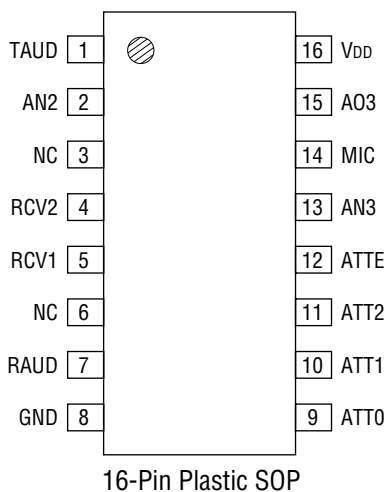 TAUD 1 16 VDD
AN2 2 15 AO3
NC 3 14 MIC
RCV2 4 13 AN3
RCV1 5 12 ATTE
NC 6 11 ATT2
RAUD 7 10 ATT1
GND 8 9 ATT0
16-Pin Plastic SOP